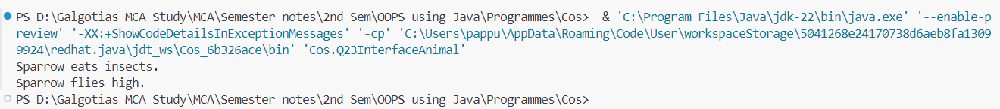 PS D:\Galgotias MCA Study\MCA\Semester notes\2nd Sem\OOPS using Java\Programmes\Cos>  & 'C:\Program Files\Java\jdk-22\bin\java.exe' '--enable-p
review' '-XX:+ShowCodeDetailsInExceptionMessages' '-cp' 'C:\Users\pappu\AppData\Roaming\Code\User\workspaceStorage\5041268e24170738d6aeb8fa1309
9924\redhat.java\jdt_ws\Cos_6b326ace\bin' 'Cos.Q23InterfaceAnimal'
Sparrow eats insects.
Sparrow flies high.
PS D:\Galgotias MCA Study\MCA\Semester notes\2nd Sem\OOPS using Java\Programmes\Cos>